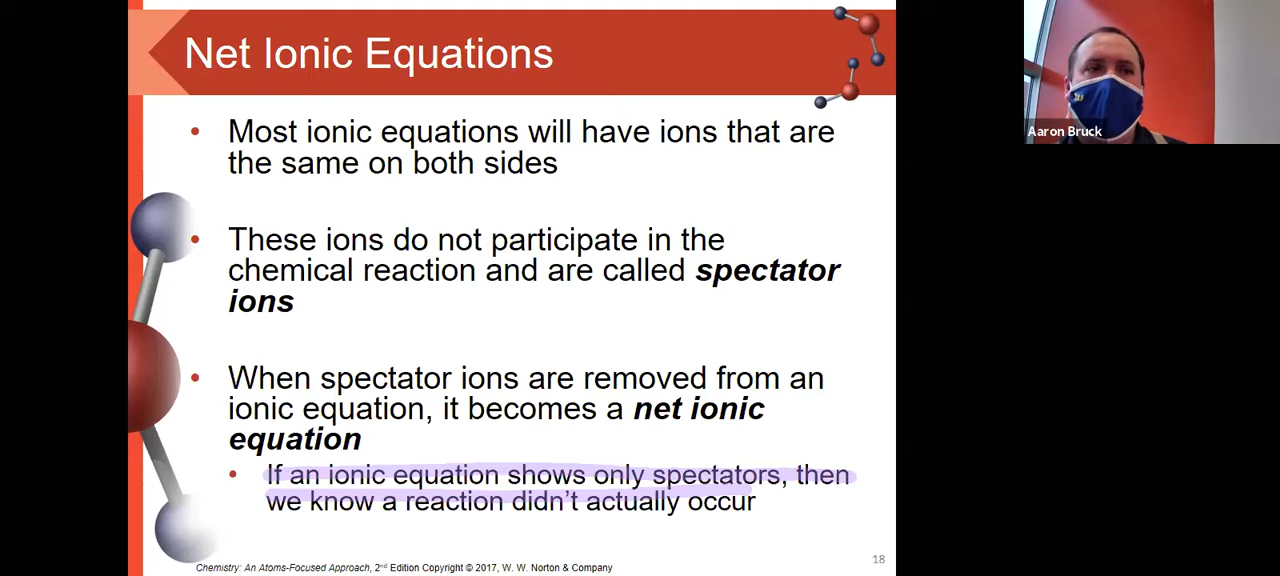 Net Ionic Equations
• Most ionic equations will have ions that are
the same on both sides
• These ions do not participate in the
chemical reaction and are called spectator
ions
• When spectator ions are removed from an
ionic equation, it becomes a net ionic
equation
• If an ionic equation shows only spectators, then
we know a reaction didn’t actually occur
Chemistry: An Atoms-Focused Approach, 2nd Edition Copyright © 2017, W. W. Norton & Company
18
Aaron Bruck